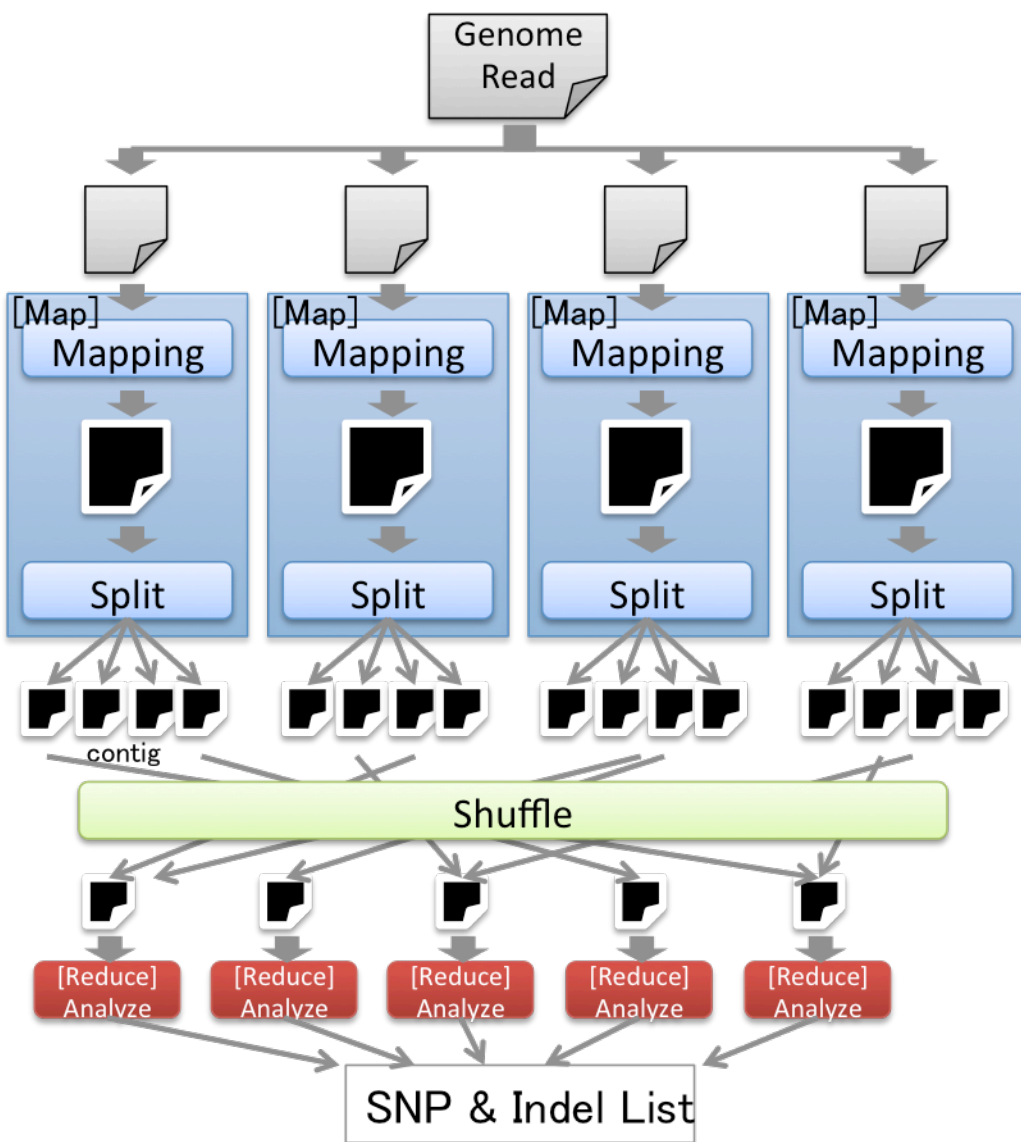 Genome
Read
[Map]
Mapping
[Map]
Mapping
[Map]
Mapping
[Map]
Mapping
Split
Split
Split
Split
contig
Shuffle
[Reduce]
Analyze
[Reduce]
Analyze
[Reduce]
Analyze
[Reduce]
Analyze
[Reduce]
Analyze
SNP & Indel List